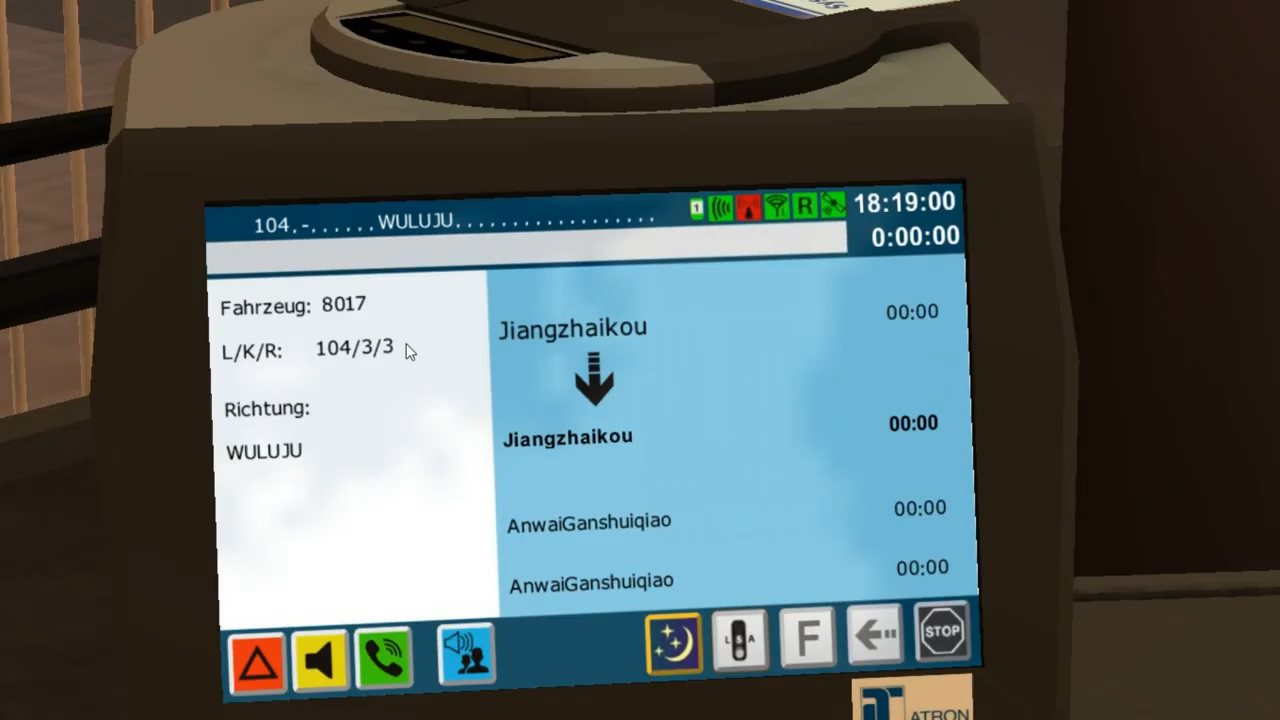 104.-......WULUJU.................
1
R
18:19:00
0:00:00
Fahrzeug: 8017
L/K/R: 104/3/3
Richtung:
WULUJU
Jiangzhaikou 00:00
Jiangzhaikou 00:00
AnwaiGanshuiqiao 00:00
AnwaiGanshuiqiao 00:00
L S A
F
STOP
ATRON